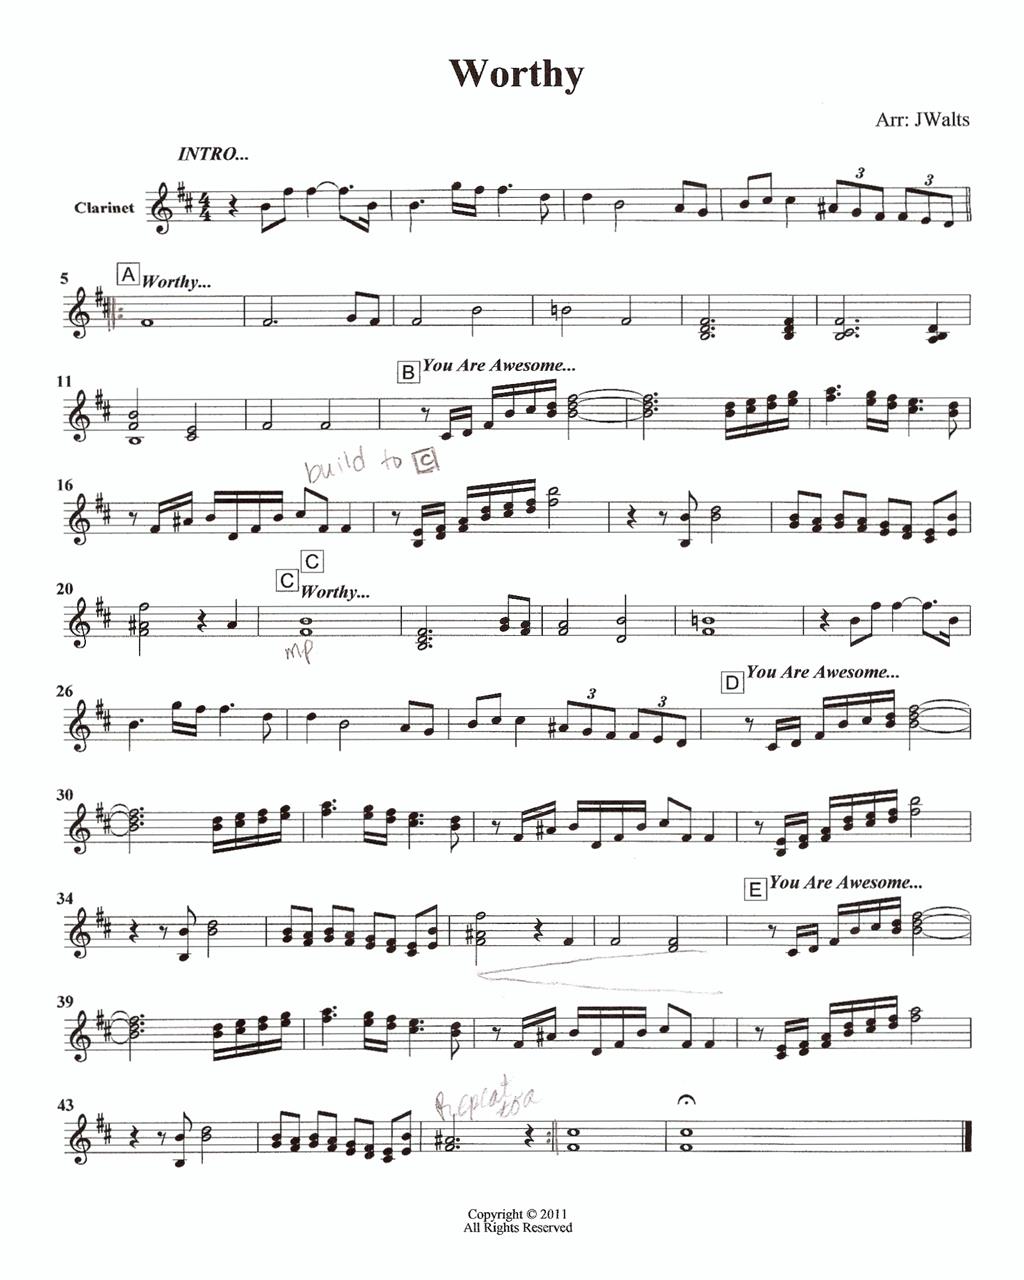 Worthy
Arr: JWalts
INTRO...
Clarinet
3
3
5
A Worthy...
11
B You Are Awesome...
build to C
16
C
20
C Worthy...
mp
26
D You Are Awesome...
3
3
30
34
E You Are Awesome...
39
Repeat
to a
43
Copyright © 2011
All Rights Reserved